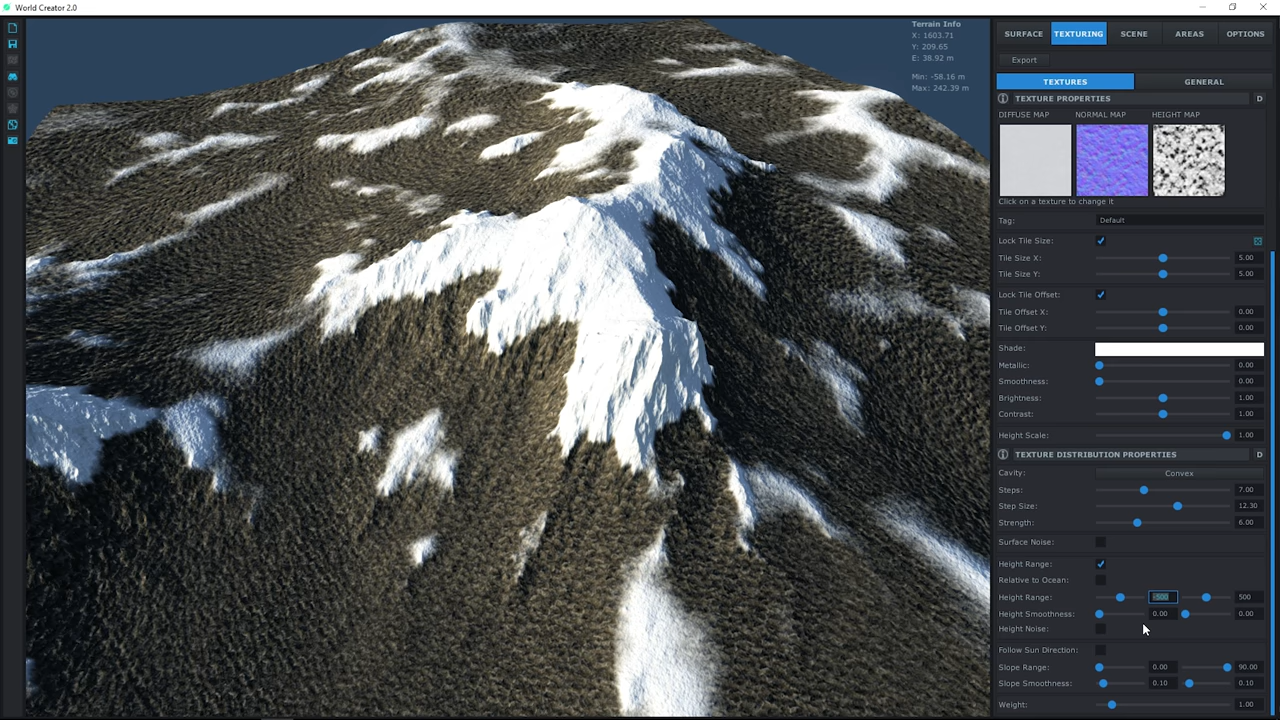 World Creator 2.0
Terrain Info
X: 1603.71
Y: 209.65
E: 38.92 m
Min: -58.16 m
Max: 242.39 m
SURFACE TEXTURING SCENE AREAS OPTIONS
Export
TEXTURES GENERAL
TEXTURE PROPERTIES D
DIFFUSE MAP NORMAL MAP HEIGHT MAP
Click on a texture to change it
Tag: Default
Lock Tile Size:
Tile Size X: 5.00
Tile Size Y: 5.00
Lock Tile Offset:
Tile Offset X: 0.00
Tile Offset Y: 0.00
Shade:
Metallic: 0.00
Smoothness: 0.00
Brightness: 1.00
Contrast: 1.00
Height Scale: 1.00
TEXTURE DISTRIBUTION PROPERTIES D
Cavity: Convex
Steps: 7.00
Step Size: 12.30
Strength: 6.00
Surface Noise:
Height Range:
Relative to Ocean:
Height Range: -500 500
Height Smoothness: 0.00 0.00
Height Noise:
Follow Sun Direction:
Slope Range: 0.00 90.00
Slope Smoothness: 0.10 0.10
Weight: 1.00